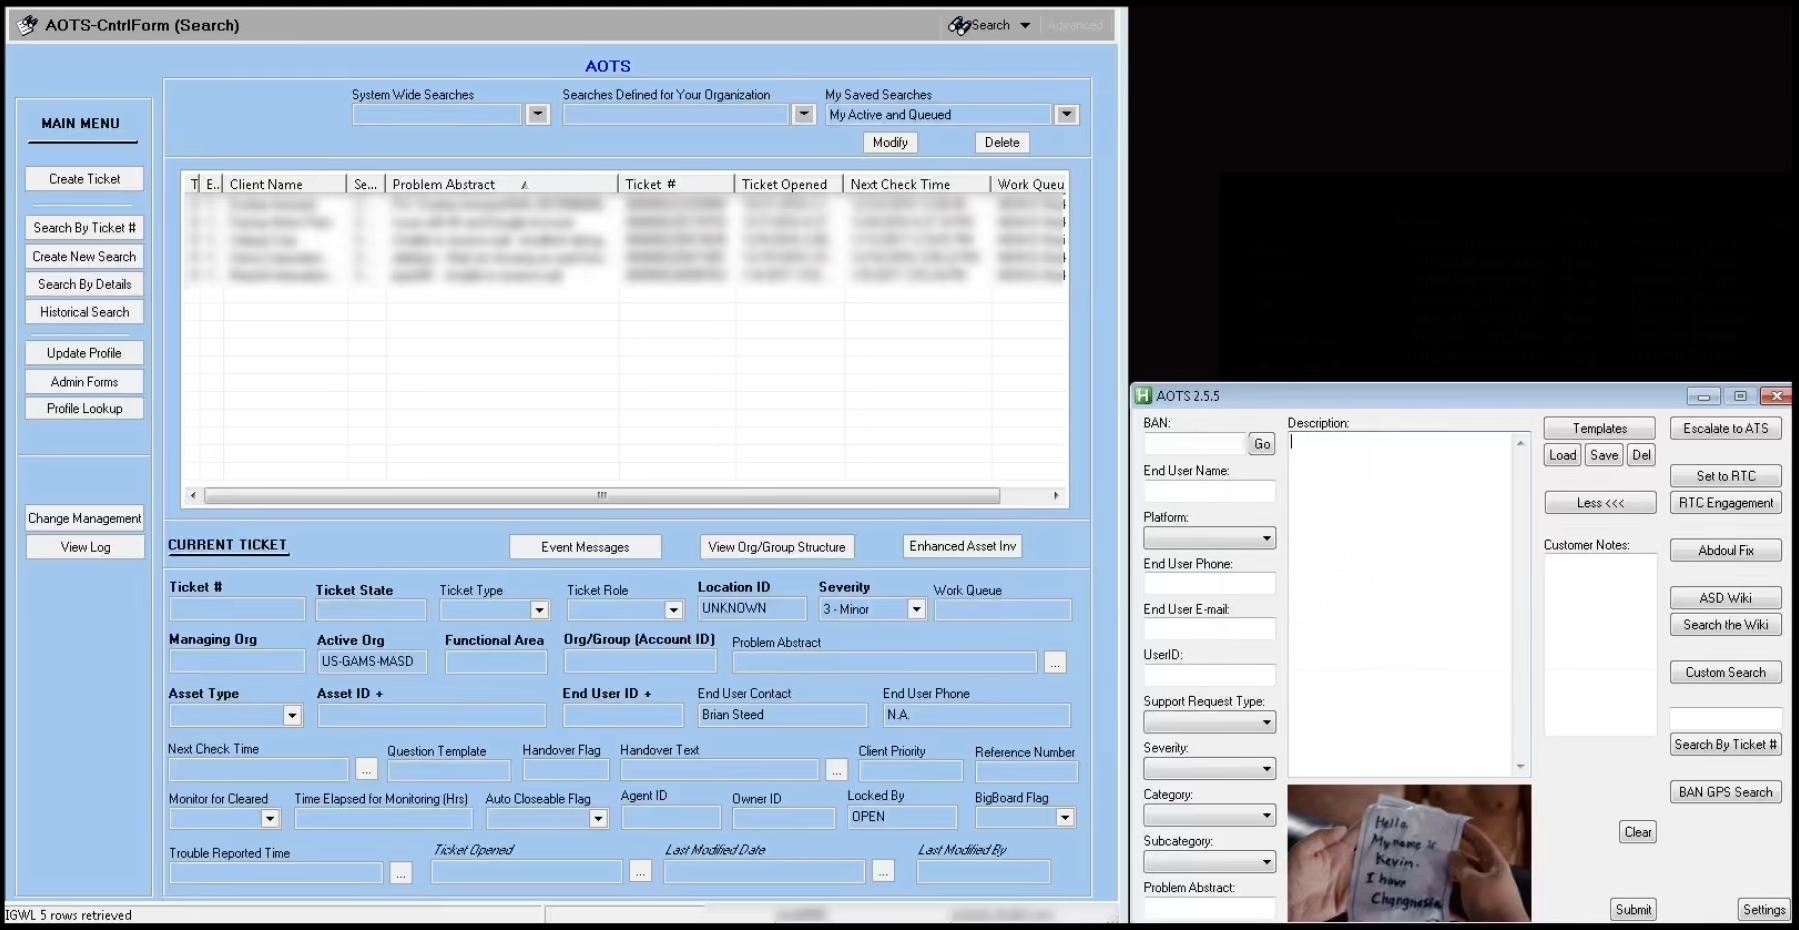 AOTS-CntrlForm (Search)
Search
Advanced
AOTS
MAIN MENU
Create Ticket
Search By Ticket #
Create New Search
Search By Details
Historical Search
Update Profile
Admin Forms
Profile Lookup
Change Management
View Log
System Wide Searches
Searches Defined for Your Organization
My Saved Searches
My Active and Queued
Modify
Delete
T E.. Client Name Se... Problem Abstract Ticket # Ticket Opened Next Check Time Work Queu
CURRENT TICKET
Event Messages
View Org/Group Structure
Enhanced Asset Inv
Ticket # Ticket State Ticket Type Ticket Role Location ID Severity Work Queue
UNKNOWN 3 - Minor
Managing Org Active Org Functional Area Org/Group (Account ID) Problem Abstract
US-GAMS-MASD ...
Asset Type Asset ID + End User ID + End User Contact End User Phone
Brian Steed N.A.
Next Check Time Question Template Handover Flag Handover Text Client Priority Reference Number
... ...
Monitor for Cleared Time Elapsed for Monitoring (Hrs) Auto Closeable Flag Agent ID Owner ID Locked By BigBoard Flag
OPEN
Trouble Reported Time Ticket Opened Last Modified Date Last Modified By
... ... ...
IGWL 5 rows retrieved
AOTS 2.5.5
BAN:
Go
End User Name:
Platform:
End User Phone:
End User E-mail:
UserID:
Support Request Type:
Severity:
Category:
Subcategory:
Problem Abstract:
Description:
Hello.
My name is
Kevin.
I have
Changnesia
Templates
Load Save Del
Less <<<
Customer Notes:
Clear
Submit
Escalate to ATS
Set to RTC
RTC Engagement
Abdoul Fix
ASD Wiki
Search the Wiki
Custom Search
Search By Ticket #
BAN GPS Search
Settings